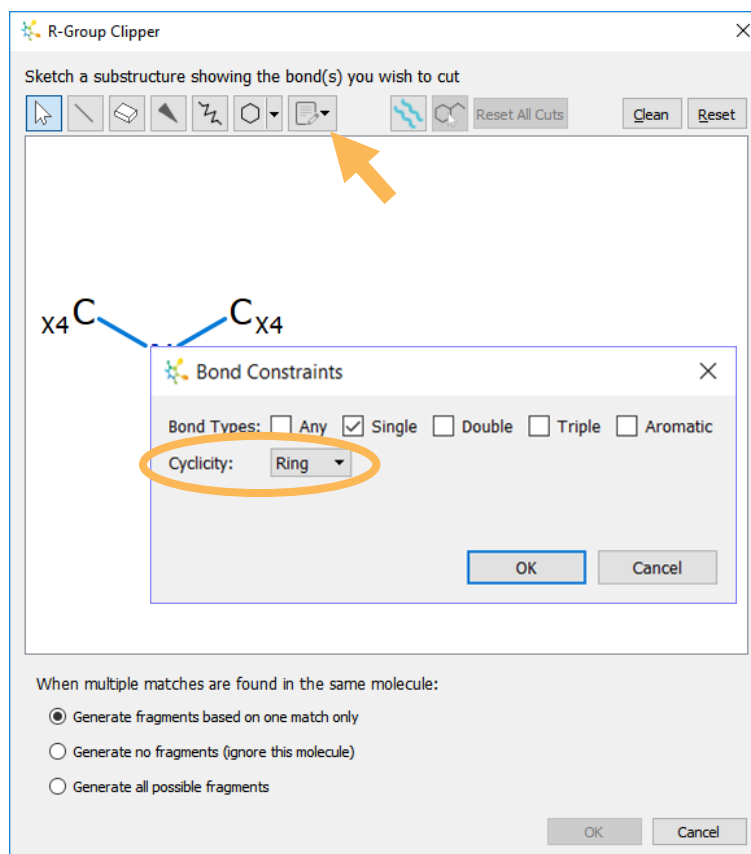 R-Group Clipper
Sketch a substructure showing the bond(s) you wish to cut
Reset All Cuts Clean Reset
X4 C C X4
Bond Constraints
Bond Types: Any Single Double Triple Aromatic
Cyclicity: Ring
OK Cancel
When multiple matches are found in the same molecule:
Generate fragments based on one match only
Generate no fragments (ignore this molecule)
Generate all possible fragments
OK Cancel